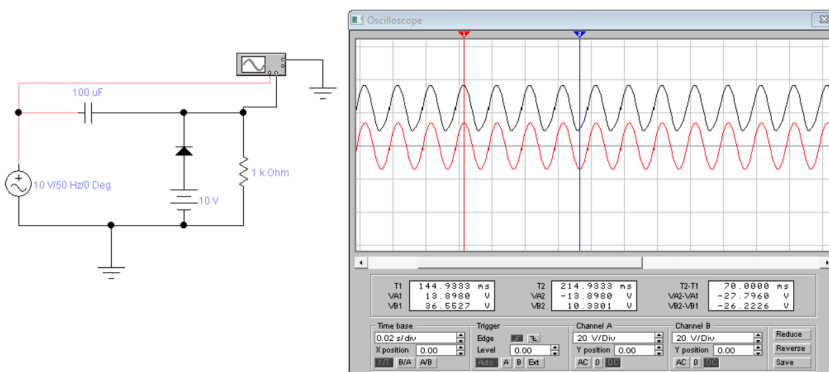 Oscilloscope
100 uF
10 V/50 Hz/0 Deg
10 V
1 k Ohm
1
2
T1 144.9333 ms
VA1 13.8980 V
VB1 36.5527 V
T2 214.9333 ms
VA2 -13.8980 V
VB2 10.3301 V
T2-T1 70.0000 ms
VA2-VA1 -27.7960 V
VB2-VB1 -26.2226 V
Time base
0.02 s/div
X position 0.00
Y/T B/A A/B
Trigger
Edge
Level 0.00
Auto A B Ext
Channel A
20 V/Div
Y position 0.00
AC 0 DC
Channel B
20 V/Div
Y position 0.00
AC 0 DC
Reduce
Reverse
Save